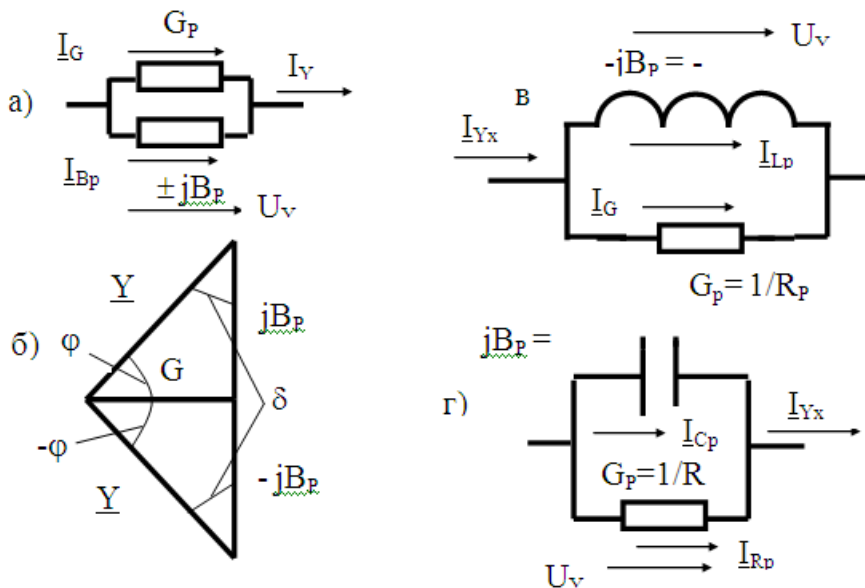 a)
I_G
G_P
I_Y
I_Bp
± jB_P
U_V
б)
Y
jB_P
φ
G
δ
-φ
- jB_P
Y
в
U_V
-jB_P = -
I_Yx
I_Lp
I_G
G_p = 1/R_P
г)
jB_P =
I_Cp
I_Yx
G_P=1/R
I_Rp
U_V